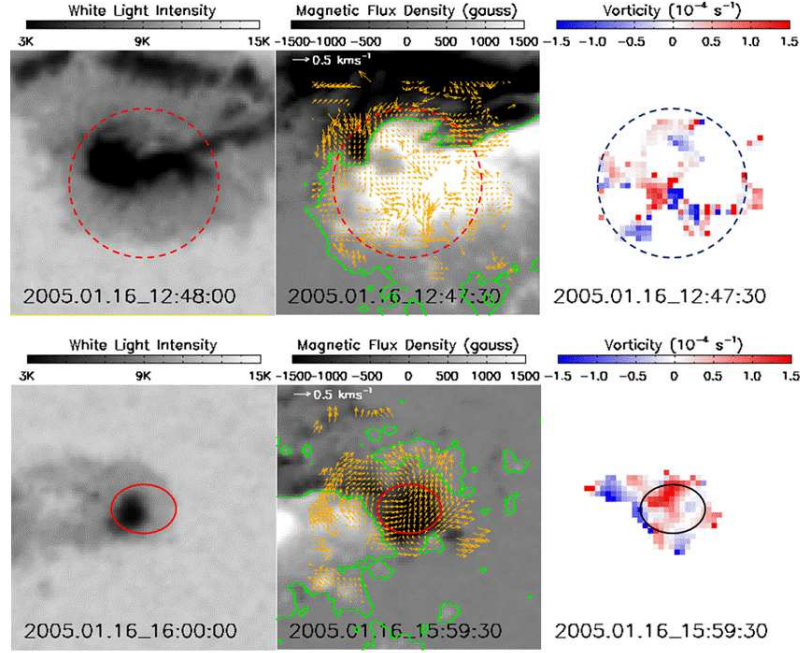 White Light Intensity
3K 9K 15K
Magnetic Flux Density (gauss)
−1500−1000 −500 0 500 1000 1500
0.5 kms⁻¹
Vorticity (10⁻⁴ s⁻¹)
−1.5 −1.0 −0.5 0 0.5 1.0 1.5
2005.01.16_12:48:00
2005.01.16_12:47:30
2005.01.16_12:47:30
White Light Intensity
3K 9K 15K
Magnetic Flux Density (gauss)
−1500−1000 −500 0 500 1000 1500
0.5 kms⁻¹
Vorticity (10⁻⁴ s⁻¹)
−1.5 −1.0 −0.5 0 0.5 1.0 1.5
2005.01.16_16:00:00
2005.01.16_15:59:30
2005.01.16_15:59:30